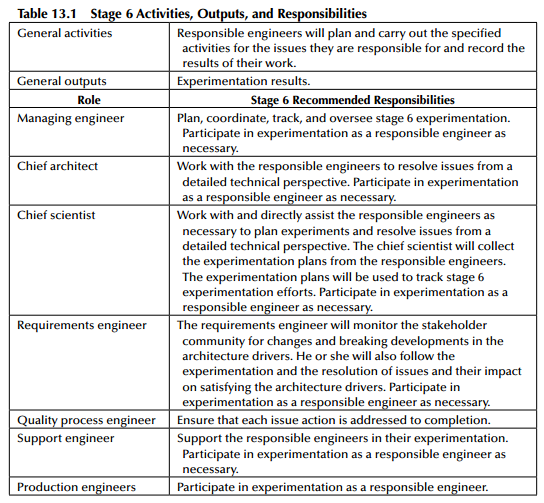 Table 13.1 Stage 6 Activities, Outputs, and Responsibilities
General activities
Responsible engineers will plan and carry out the specified
activities for the issues they are responsible for and record the
results of their work.
General outputs
Experimentation results.
Role
Stage 6 Recommended Responsibilities
Managing engineer
Plan, coordinate, track, and oversee stage 6 experimentation.
Participate in experimentation as a responsible engineer as
necessary.
Chief architect
Work with the responsible engineers to resolve issues from a
detailed technical perspective. Participate in experimentation
as a responsible engineer as necessary.
Chief scientist
Work with and directly assist the responsible engineers as
necessary to plan experiments and resolve issues from a
detailed technical perspective. The chief scientist will collect
the experimentation plans from the responsible engineers.
The experimentation plans will be used to track stage 6
experimentation efforts. Participate in experimentation as a
responsible engineer as necessary.
Requirements engineer
The requirements engineer will monitor the stakeholder
community for changes and breaking developments in the
architecture drivers. He or she will also follow the
experimentation and the resolution of issues and their impact
on satisfying the architecture drivers. Participate in
experimentation as a responsible engineer as necessary.
Quality process engineer
Ensure that each issue action is addressed to completion.
Support engineer
Support the responsible engineers in their experimentation.
Participate in experimentation as a responsible engineer as
necessary.
Production engineers
Participate in experimentation as a responsible engineer.